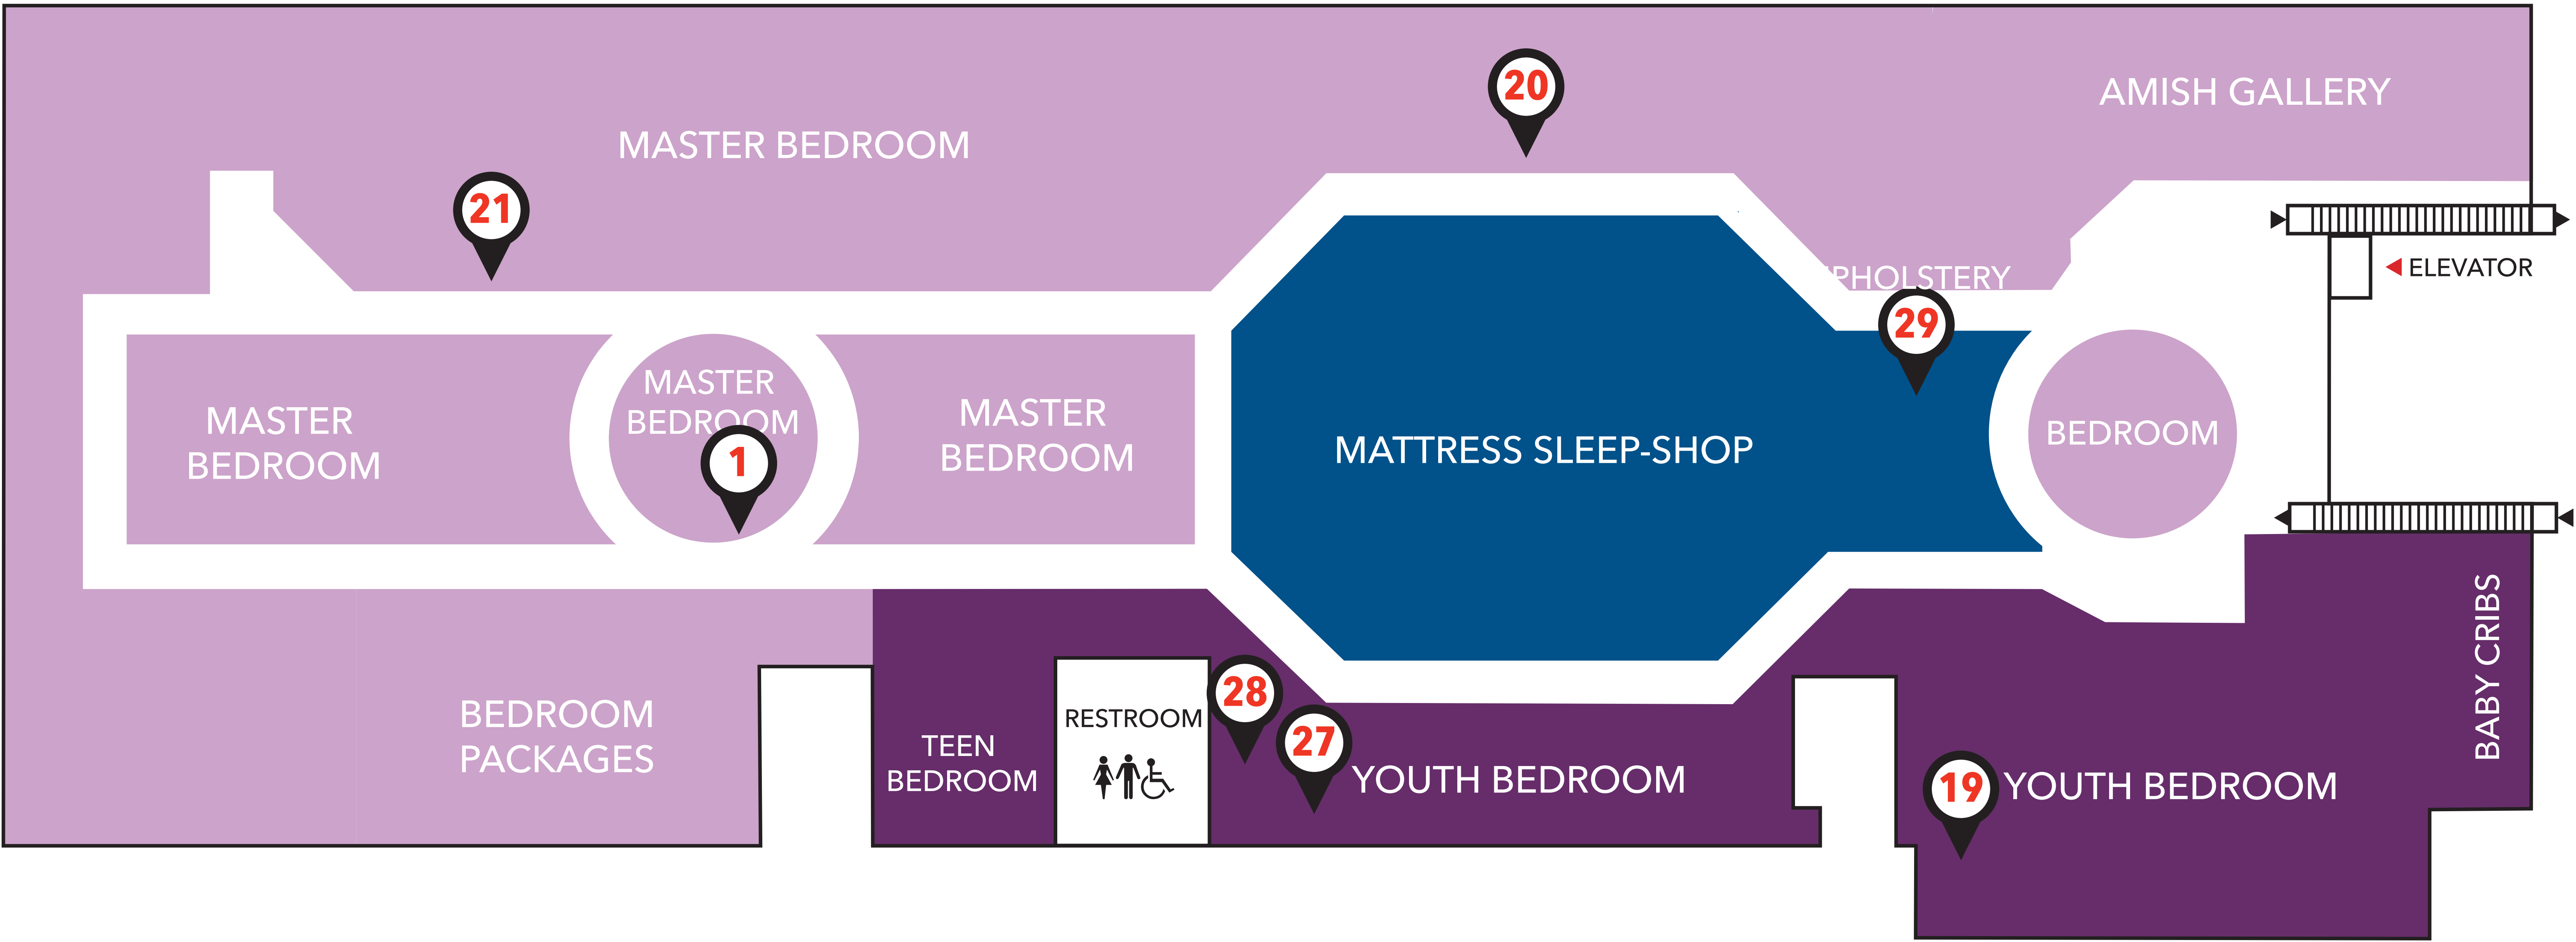 20
AMISH GALLERY
MASTER BEDROOM
21
PHOLSTERY
ELEVATOR
29
MASTER
BEDROOM
MASTER
BEDROOM
1
MASTER
BEDROOM
MATTRESS SLEEP-SHOP
BEDROOM
BEDROOM
PACKAGES
TEEN
BEDROOM
RESTROOM
28
27
YOUTH BEDROOM
19
YOUTH BEDROOM
BABY CRIBS